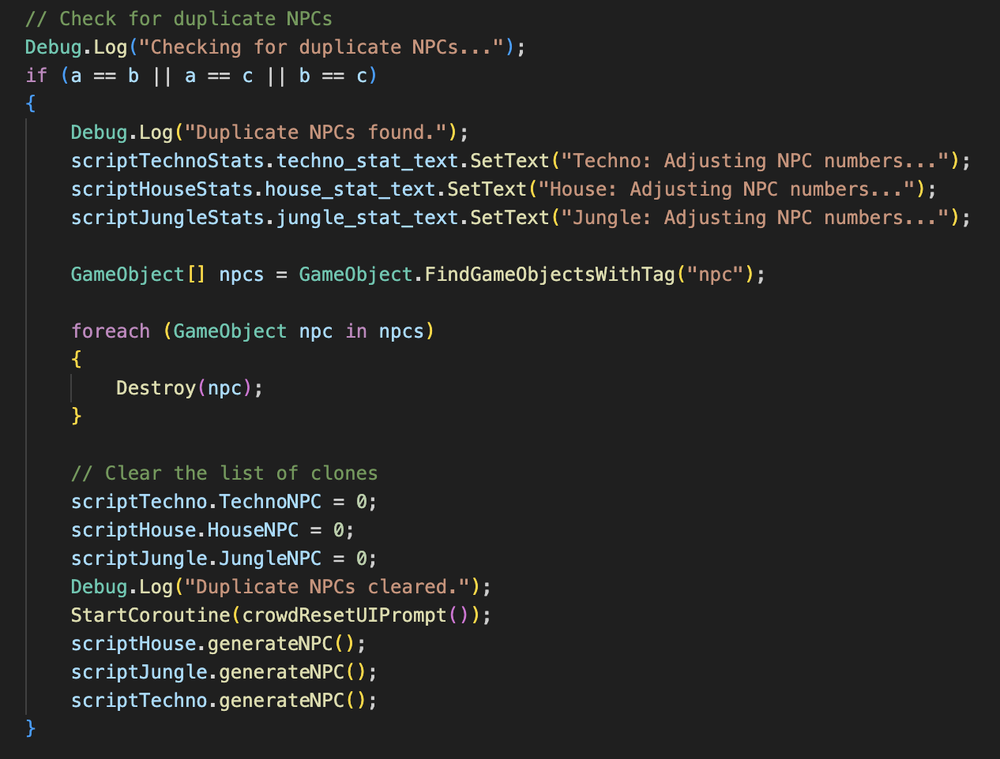 // Check for duplicate NPCs
Debug.Log("Checking for duplicate NPCs...");
if (a == b || a == c || b == c)
{
    Debug.Log("Duplicate NPCs found.");
    scriptTechnoStats.techno_stat_text.SetText("Techno: Adjusting NPC numbers...");
    scriptHouseStats.house_stat_text.SetText("House: Adjusting NPC numbers...");
    scriptJungleStats.jungle_stat_text.SetText("Jungle: Adjusting NPC numbers...");

    GameObject[] npcs = GameObject.FindGameObjectsWithTag("npc");

    foreach (GameObject npc in npcs)
    {
        Destroy(npc);
    }

    // Clear the list of clones
    scriptTechno.TechnoNPC = 0;
    scriptHouse.HouseNPC = 0;
    scriptJungle.JungleNPC = 0;
    Debug.Log("Duplicate NPCs cleared.");
    StartCoroutine(crowdResetUIPrompt());
    scriptHouse.generateNPC();
    scriptJungle.generateNPC();
    scriptTechno.generateNPC();
}